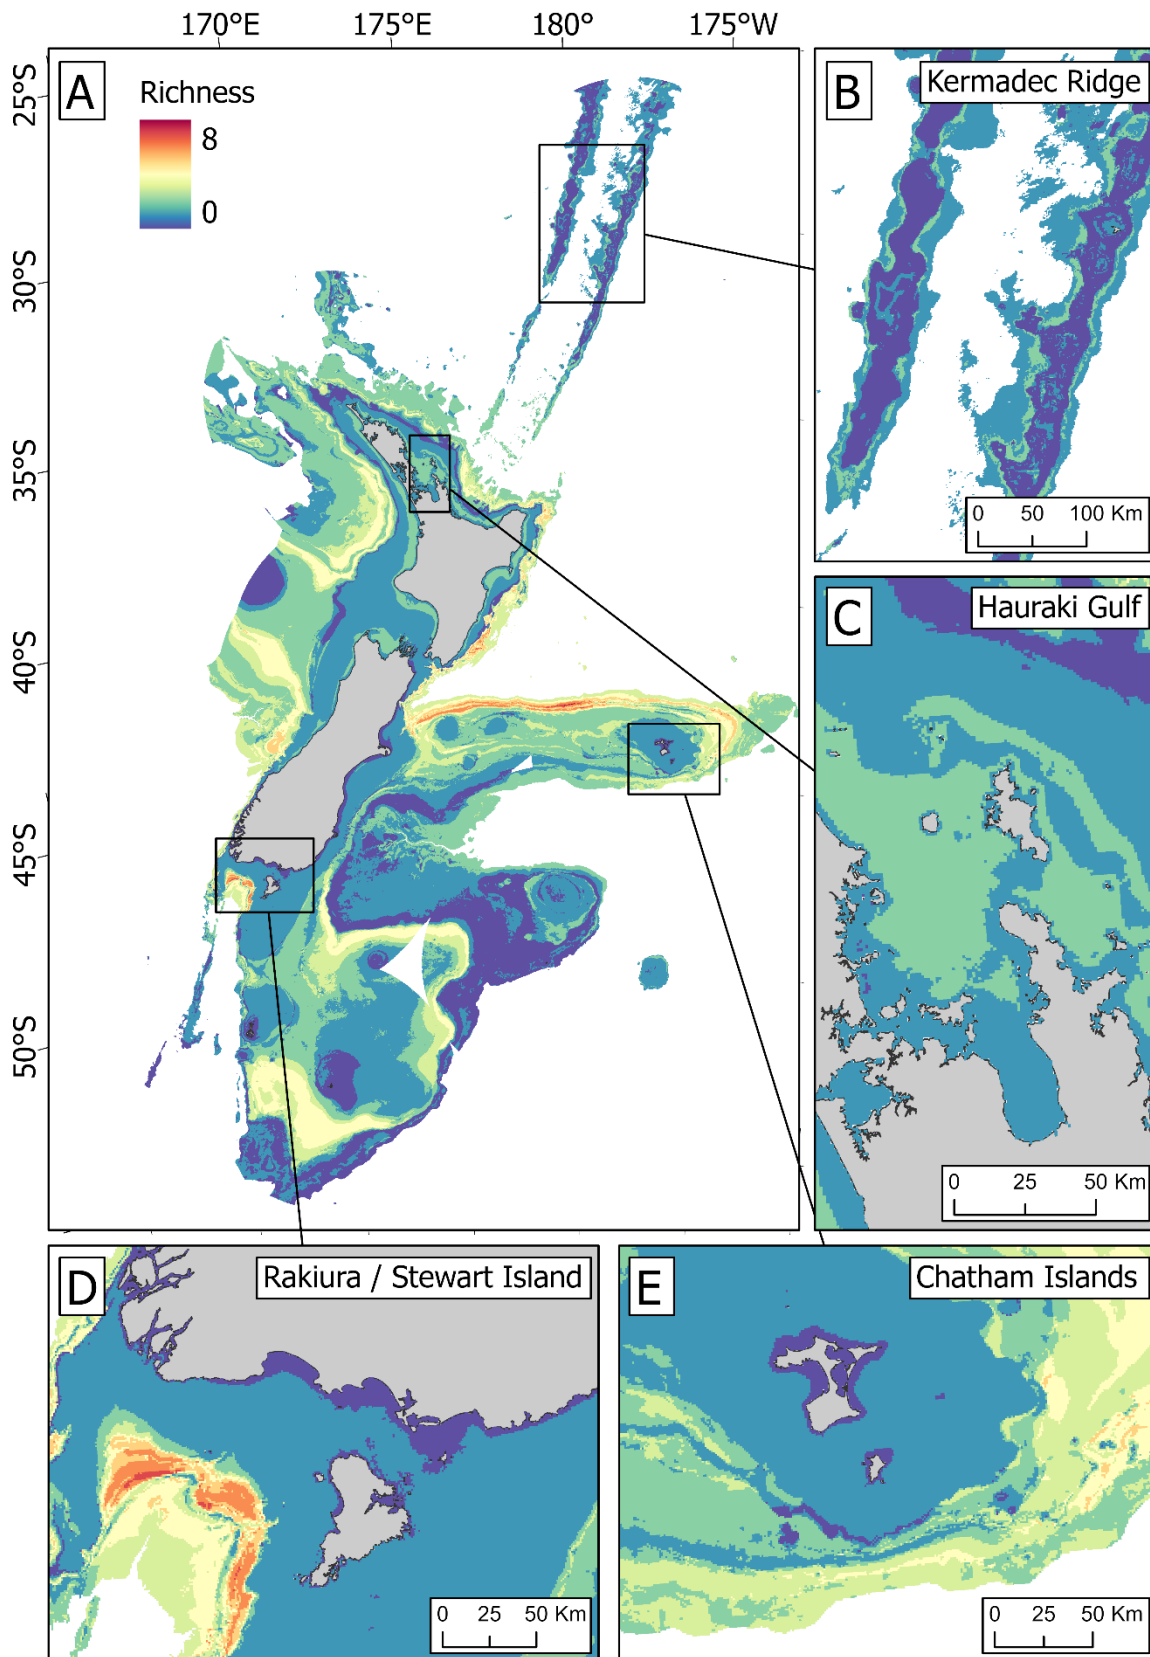 170°E 175°E 180° 175°W
25°S
30°S
35°S
40°S
45°S
50°S
A
Richness
8
0
B
Kermadec Ridge
0 50 100 Km
C
Hauraki Gulf
0 25 50 Km
D
Rakiura / Stewart Island
0 25 50 Km
E
Chatham Islands
0 25 50 Km